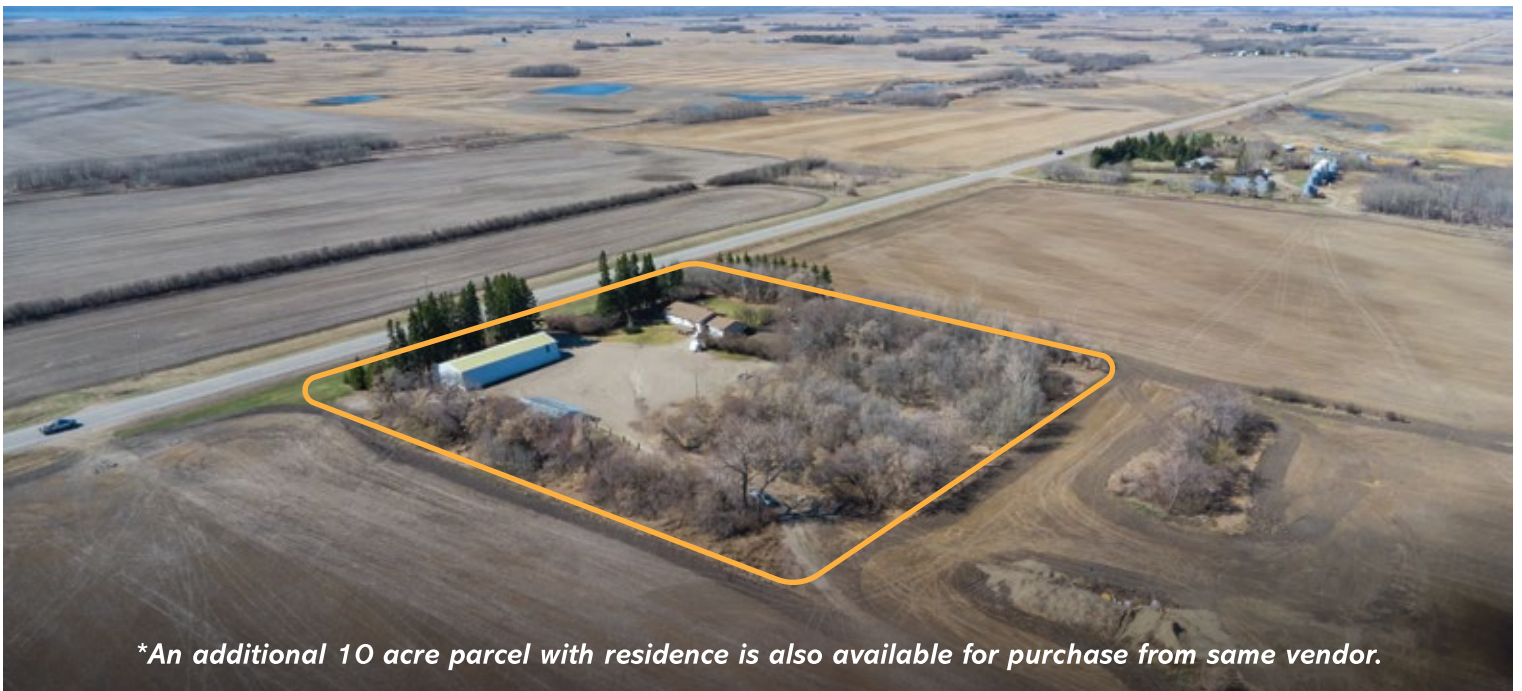 *An additional 10 acre parcel with residence is also available for purchase from same vendor.